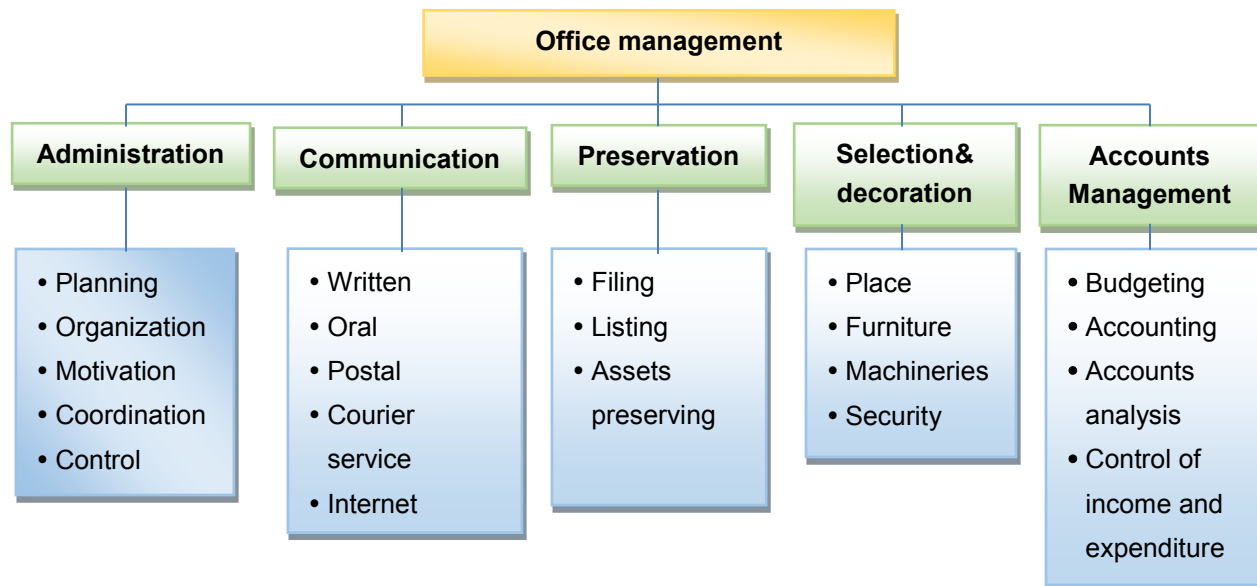 Office management
Administration
• Planning
• Organization
• Motivation
• Coordination
• Control
Communication
• Written
• Oral
• Postal
• Courier
service
• Internet
Preservation
• Filing
• Listing
• Assets
preserving
Selection&
decoration
• Place
• Furniture
• Machineries
• Security
Accounts
Management
• Budgeting
• Accounting
• Accounts
analysis
• Control of
income and
expenditure